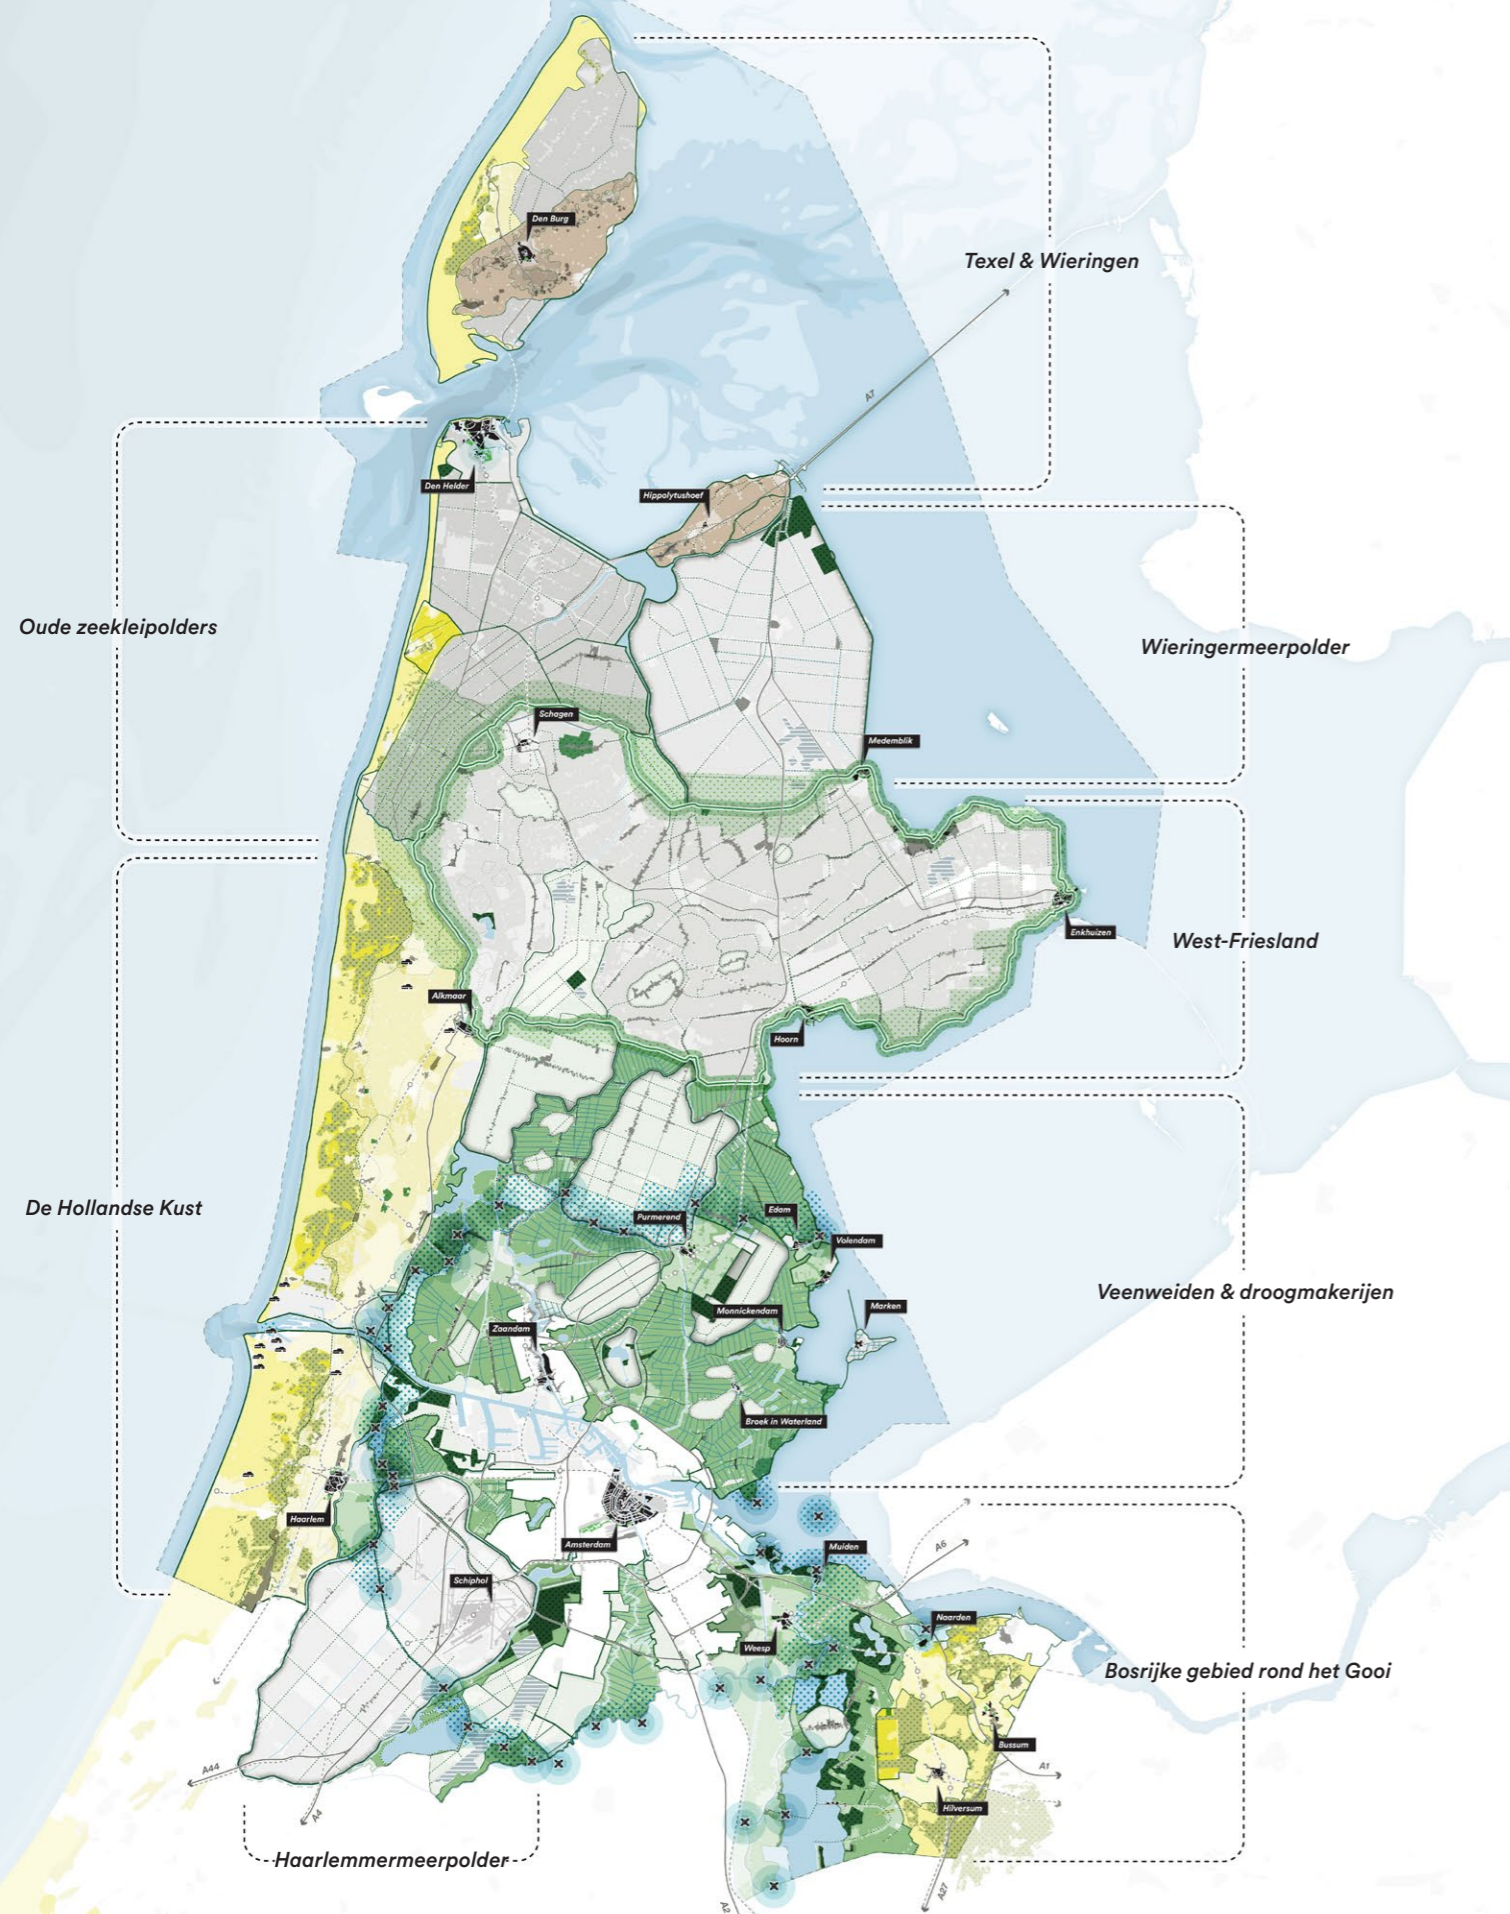 Den Burg
Texel & Wieringen
A7
Den Helder
Hippolytushoef
Oude zeekleipolders
Wieringermeerpolder
Schagen
Medemblik
Enkhuizen
West-Friesland
Alkmaar
Hoorn
De Hollandse Kust
Purmerend
Edam
Volendam
Veenweiden & droogmakerijen
Monnickendam
Marken
Zaandam
Broek in Waterland
Haarlem
Amsterdam
Muiden
A6
Schiphol
Naarden
Weesp
Bosrijke gebied rond het Gooi
Bussum
A44
A1
A4
Hilversum
Haarlemmermeerpolder
A27
A2